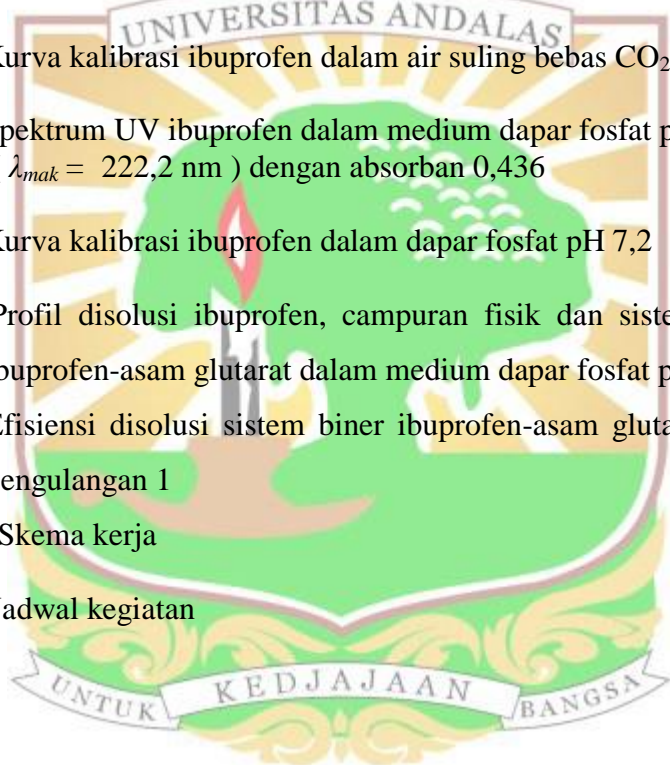 UNIVERSITAS ANDALAS
Kurva kalibrasi ibuprofen dalam air suling bebas CO₂
pektrum UV ibuprofen dalam medium dapar fosfat p
λmak = 222,2 nm ) dengan absorban 0,436
Kurva kalibrasi ibuprofen dalam dapar fosfat pH 7,2
Profil disolusi ibuprofen, campuran fisik dan siste
buprofen-asam glutarat dalam medium dapar fosfat p
Efisiensi disolusi sistem biner ibuprofen-asam gluta
engulangan 1
Skema kerja
Jadwal kegiatan
UNTUK KEDJAJAAN BANGSA